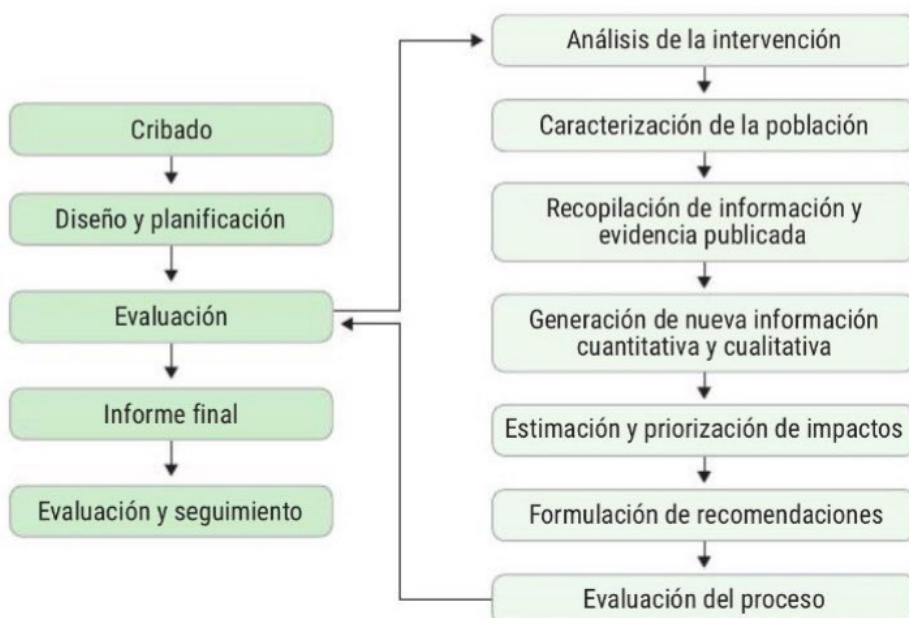 Cribado
Diseño y planificación
Evaluación
Informe final
Evaluación y seguimiento
Análisis de la intervención
Caracterización de la población
Recopilación de información y
evidencia publicada
Generación de nueva información
cuantitativa y cualitativa
Estimación y priorización de impactos
Formulación de recomendaciones
Evaluación del proceso